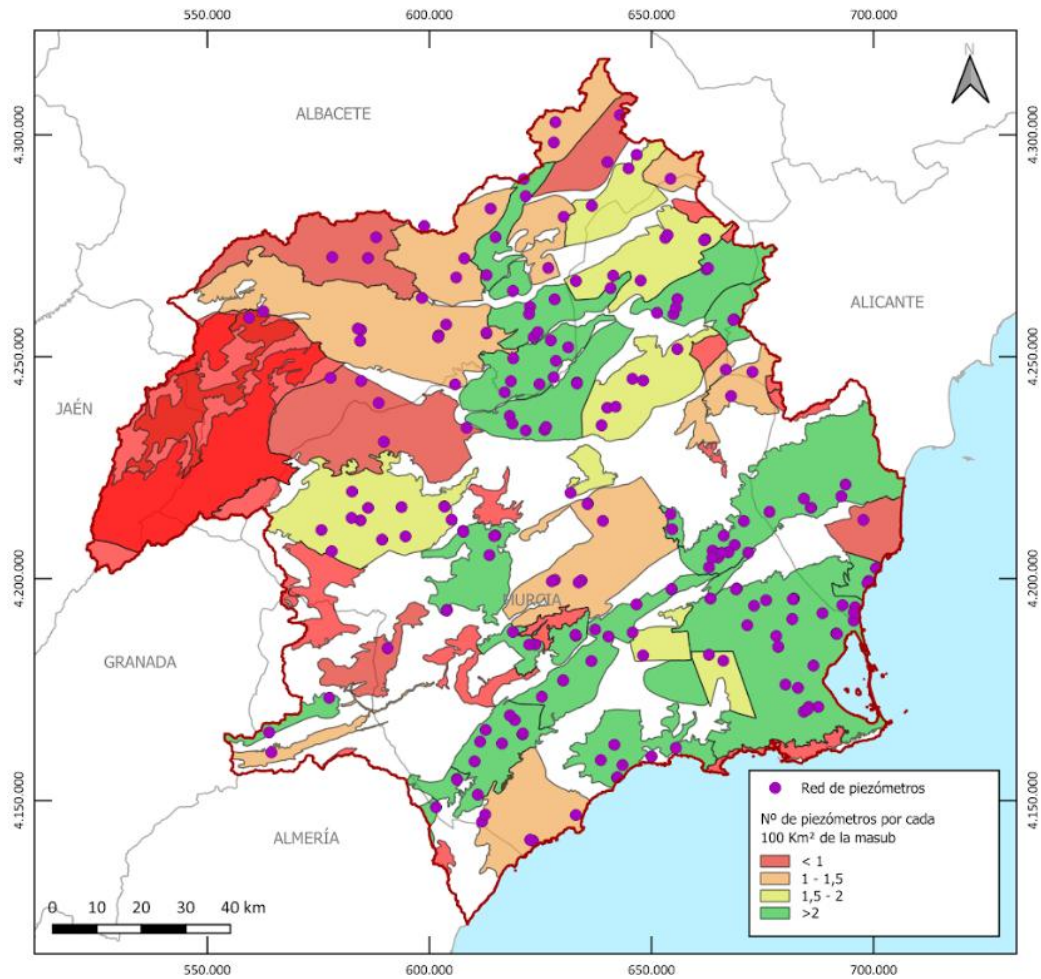 550.000 600.000 650.000 700.000
N
ALBACETE
4.300.000 4.300.000
ALICANTE
4.250.000 4.250.000
JAÉN
4.200.000 4.200.000
MURCIA
GRANADA
4.150.000 4.150.000
ALMERÍA
Red de piezómetros
Nº de piezómetros por cada
100 Km² de la masub
< 1
1 - 1,5
1,5 - 2
>2
0 10 20 30 40 km
550.000 600.000 650.000 700.000